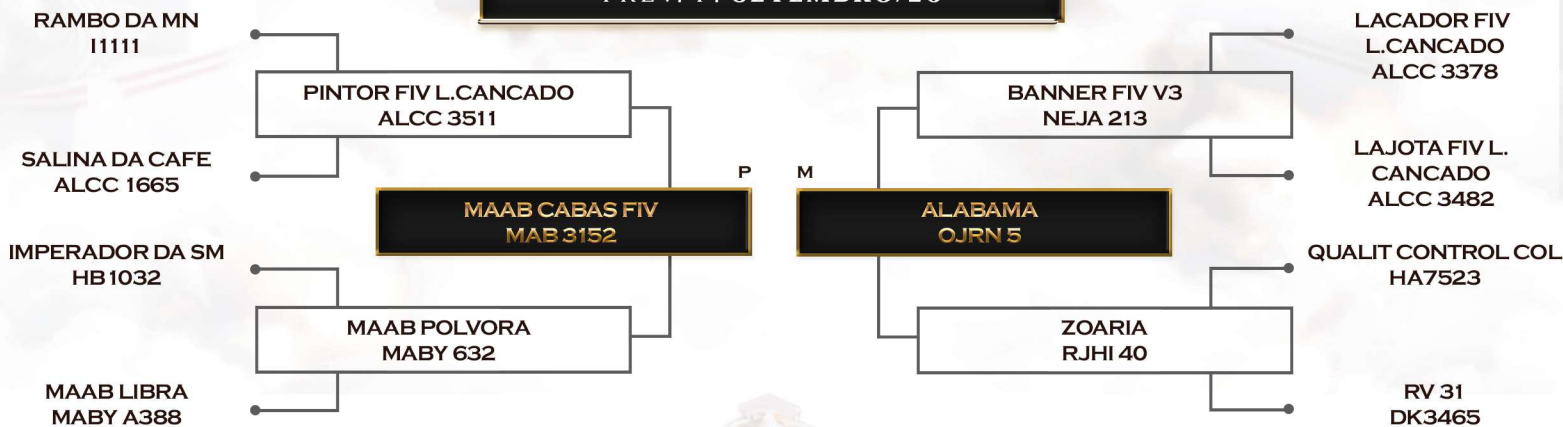 RAMBO DA MN
I1111
PINTOR FIV L.CANCADO
ALCC 3511
SALINA DA CAFE
ALCC 1665
P
MAAB CABAS FIV
MAB 3152
IMPERADOR DA SM
HB 1032
MAAB POLVORA
MABY 632
MAAB LIBRA
MABY A388
LACADOR FIV
L.CANCADO
ALCC 3378
BANNER FIV V3
NEJA 213
LAJOTA FIV L.
CANCADO
ALCC 3482
M
ALABAMA
OJRN 5
QUALIT CONTROL COL
HA7523
ZOARIA
RJHI 40
RV 31
DK3465